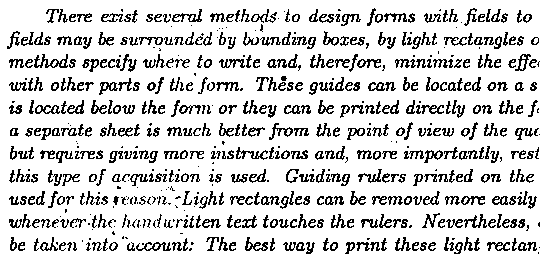 There exist several methods to design forms with fields to
fields may be surrounded by bounding boxes, by light rectangles o
methods specify where to write and, therefore, minimize the effe
with other parts of the form. These guides can be located on a s
is located below the form or they can be printed directly on the f
a separate sheet is much better from the point of view of the qua
but requires giving more instructions and, more importantly, rest
this type of acquisition is used. Guiding rulers printed on the
used for this reason. Light rectangles can be removed more easily
whenever the handwritten text touches the rulers. Nevertheless,
be taken into account: The best way to print these light rectan